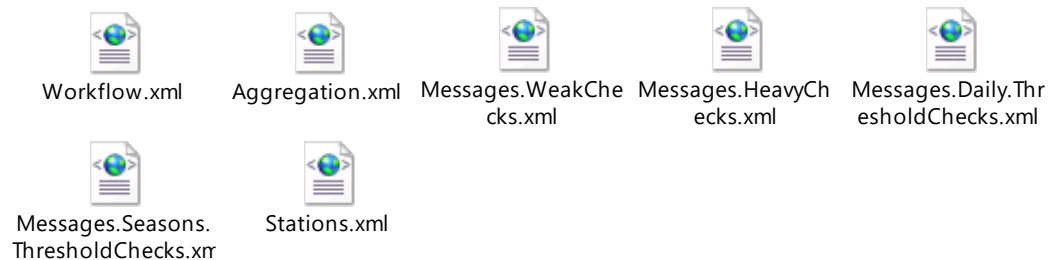 Workflow.xml
Aggregation.xml
Messages.WeakChe
cks.xml
Messages.HeavyCh
ecks.xml
Messages.Daily.Thr
esholdChecks.xml
Messages.Seasons.
ThresholdChecks.xm
Stations.xml